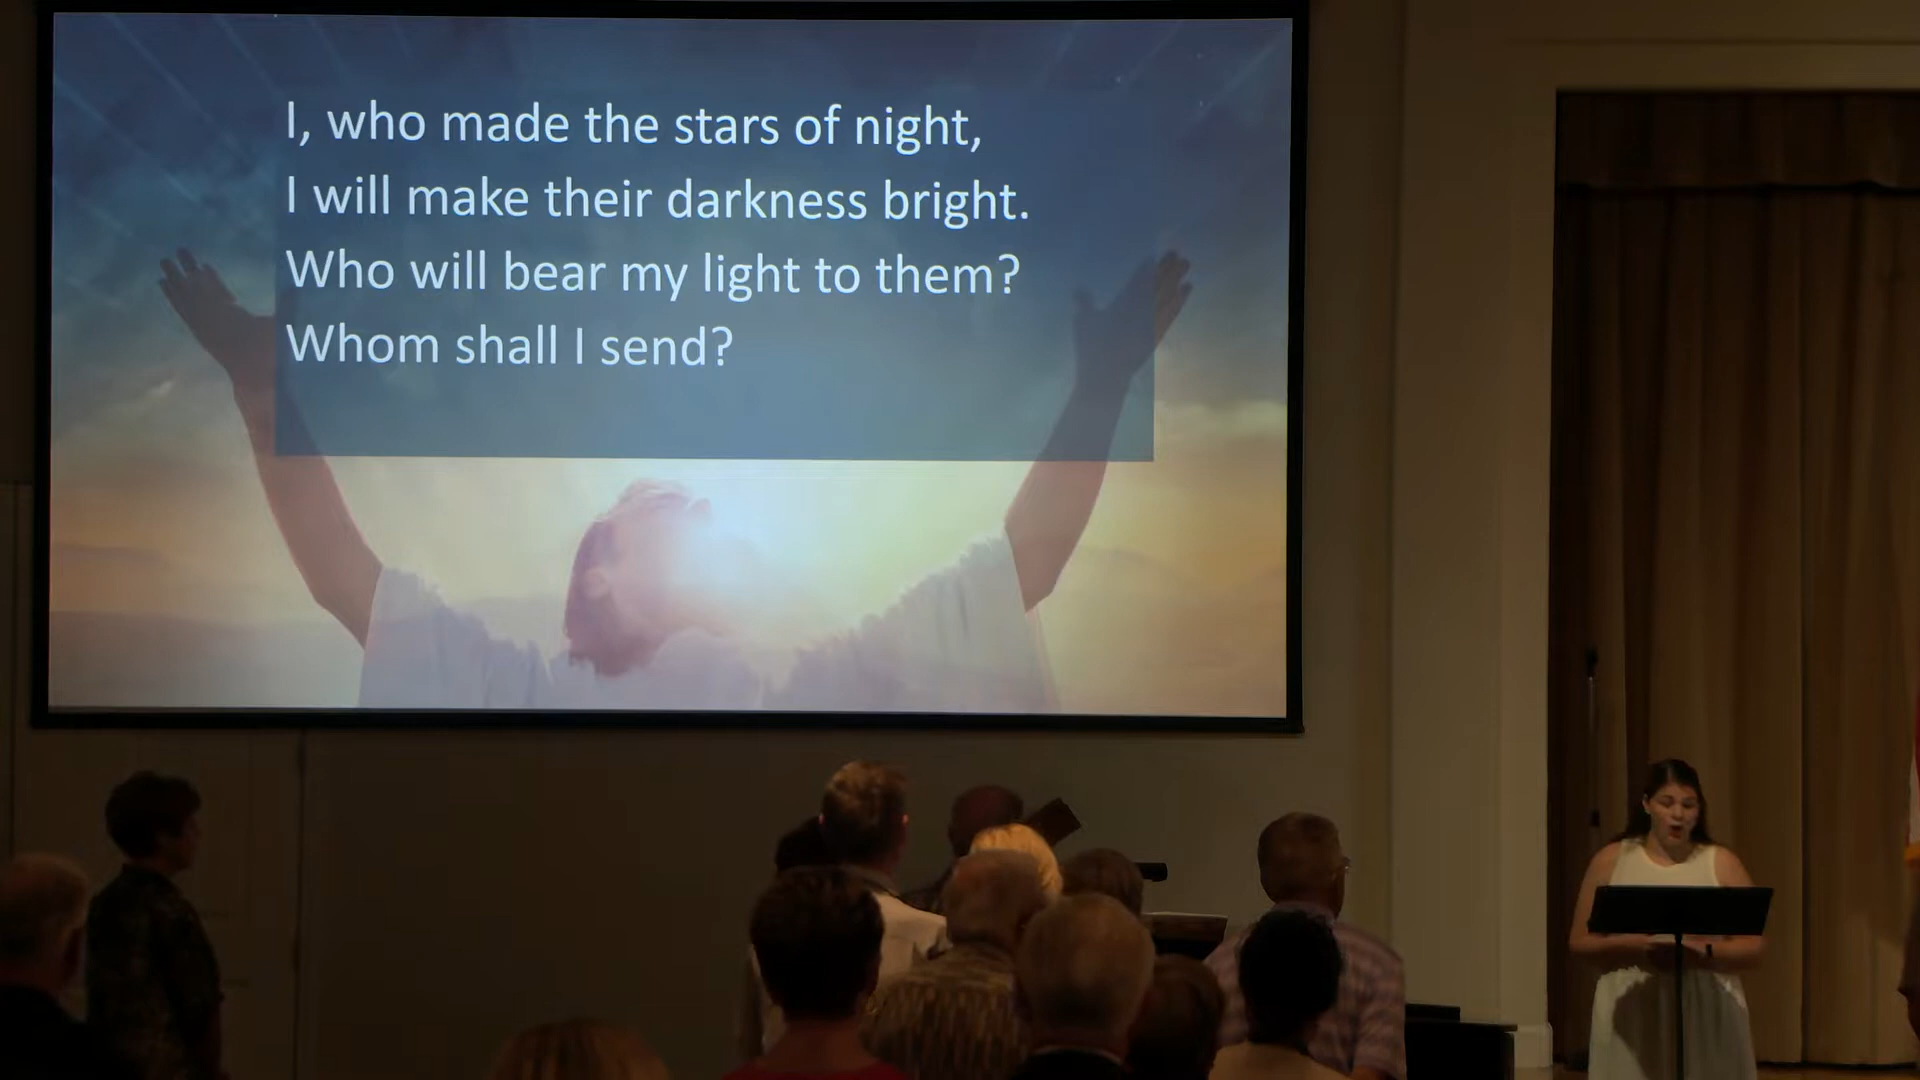 I, who made the stars of night,
I will make their darkness bright.
Who will bear my light to them?
Whom shall I send?